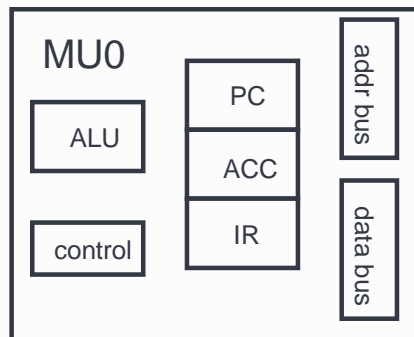 MU0
ALU
control
PC
ACC
IR
addr bus
data bus